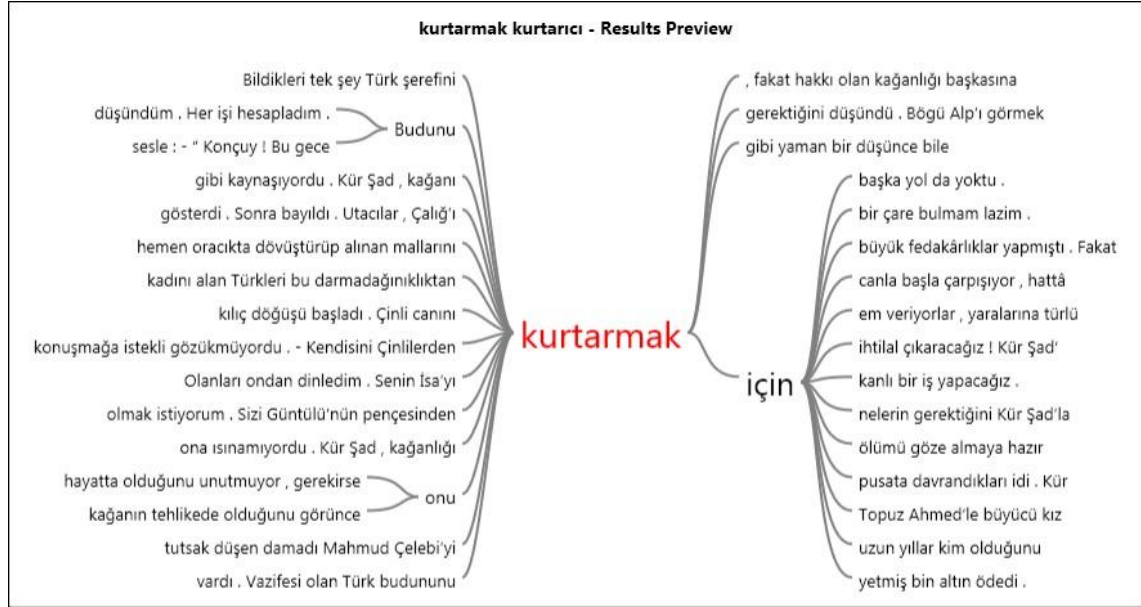 kurtarmak kurtarıcı - Results Preview
Bildikleri tek şey Türk şerefini
düşündüm . Her işi hesapladım .
Budunu
sesle : - " Konçuy ! Bu gece
gibi kaynaşıyordu . Kür Şad , kağanı
gösterdi . Sonra bayıldı . Utacılar , Çalığ'ı
hemen oracıkta dövüştürüp alınan mallarını
kadını alan Türkleri bu darmadağınıklıktan
kılıç döğüşü başladı . Çinli canını
konuşmağa istekli gözükmüyordu . - Kendisini Çinlilerden
Olanları ondan dinledim . Senin İsa'yı
olmak istiyorum . Sizi Güntülü'nün pençesinden
ona ısınamıyordu . Kür Şad , kağanlığı
hayatta olduğunu unutmuyor , gerekirse
onu
kağanın tehlikede olduğunu görünce
tutsak düşen damadı Mahmud Çelebi'yi
vardı . Vazifesi olan Türk budununu
kurtarmak
, fakat hakkı olan kağanlığı başkasına
gerektiğini düşündü . Bögü Alp'ı görmek
gibi yaman bir düşünce bile
için
başka yol da yoktu .
bir çare bulmam lazim .
büyük fedakârlıklar yapmıştı . Fakat
canla başla çarpışıyor , hattâ
em veriyorlar , yaralarına türlü
ihtilal çıkaracağız ! Kür Şad'
kanlı bir iş yapacağız .
nelerin gerektiğini Kür Şad'la
ölümü göze almaya hazır
pusata davrandıkları idi . Kür
Topuz Ahmed'le büyücü kız
uzun yıllar kim olduğunu
yetmiş bin altın ödedi .